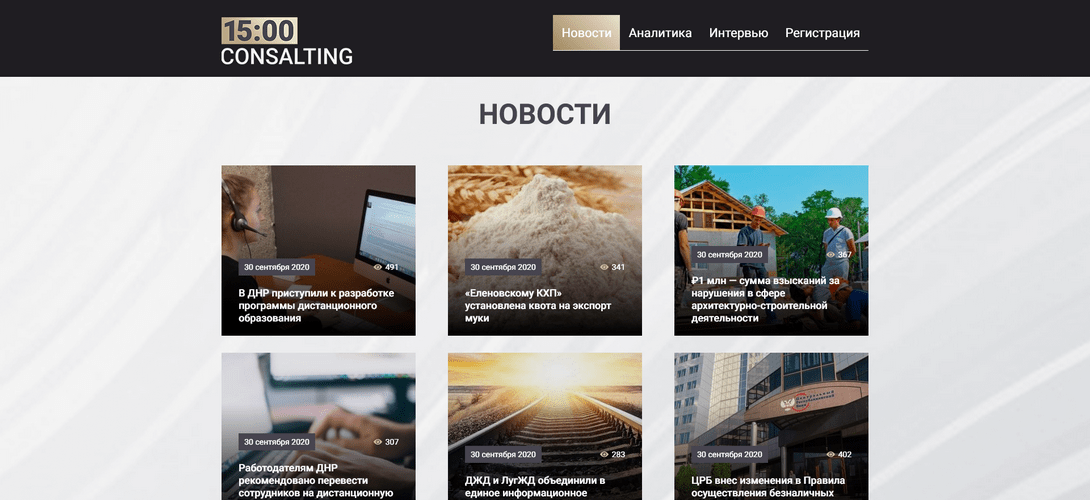 15:00
CONSALTING
Новости Аналитика Интервью Регистрация
НОВОСТИ
30 сентября 2020 491
В ДНР приступили к разработке
программы дистанционного
образования
30 сентября 2020 341
«Еленовскому КХП»
установлена квота на экспорт
муки
30 сентября 2020 367
₽1 млн — сумма взысканий за
нарушения в сфере
архитектурно-строительной
деятельности
30 сентября 2020 307
Работодателям ДНР
рекомендовано перевести
сотрудников на дистанционную
30 сентября 2020 283
ДЖД и ЛугЖД объединили в
единое информационное
Центральный
Республиканский
Банк
30 сентября 2020 402
ЦРБ внес изменения в Правила
осуществления безналичных